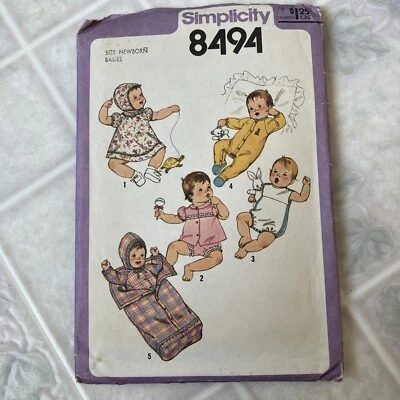 Simplicity
$1.25
8494
SIZE NEWBORN
BABIES
1
4
2
3
5